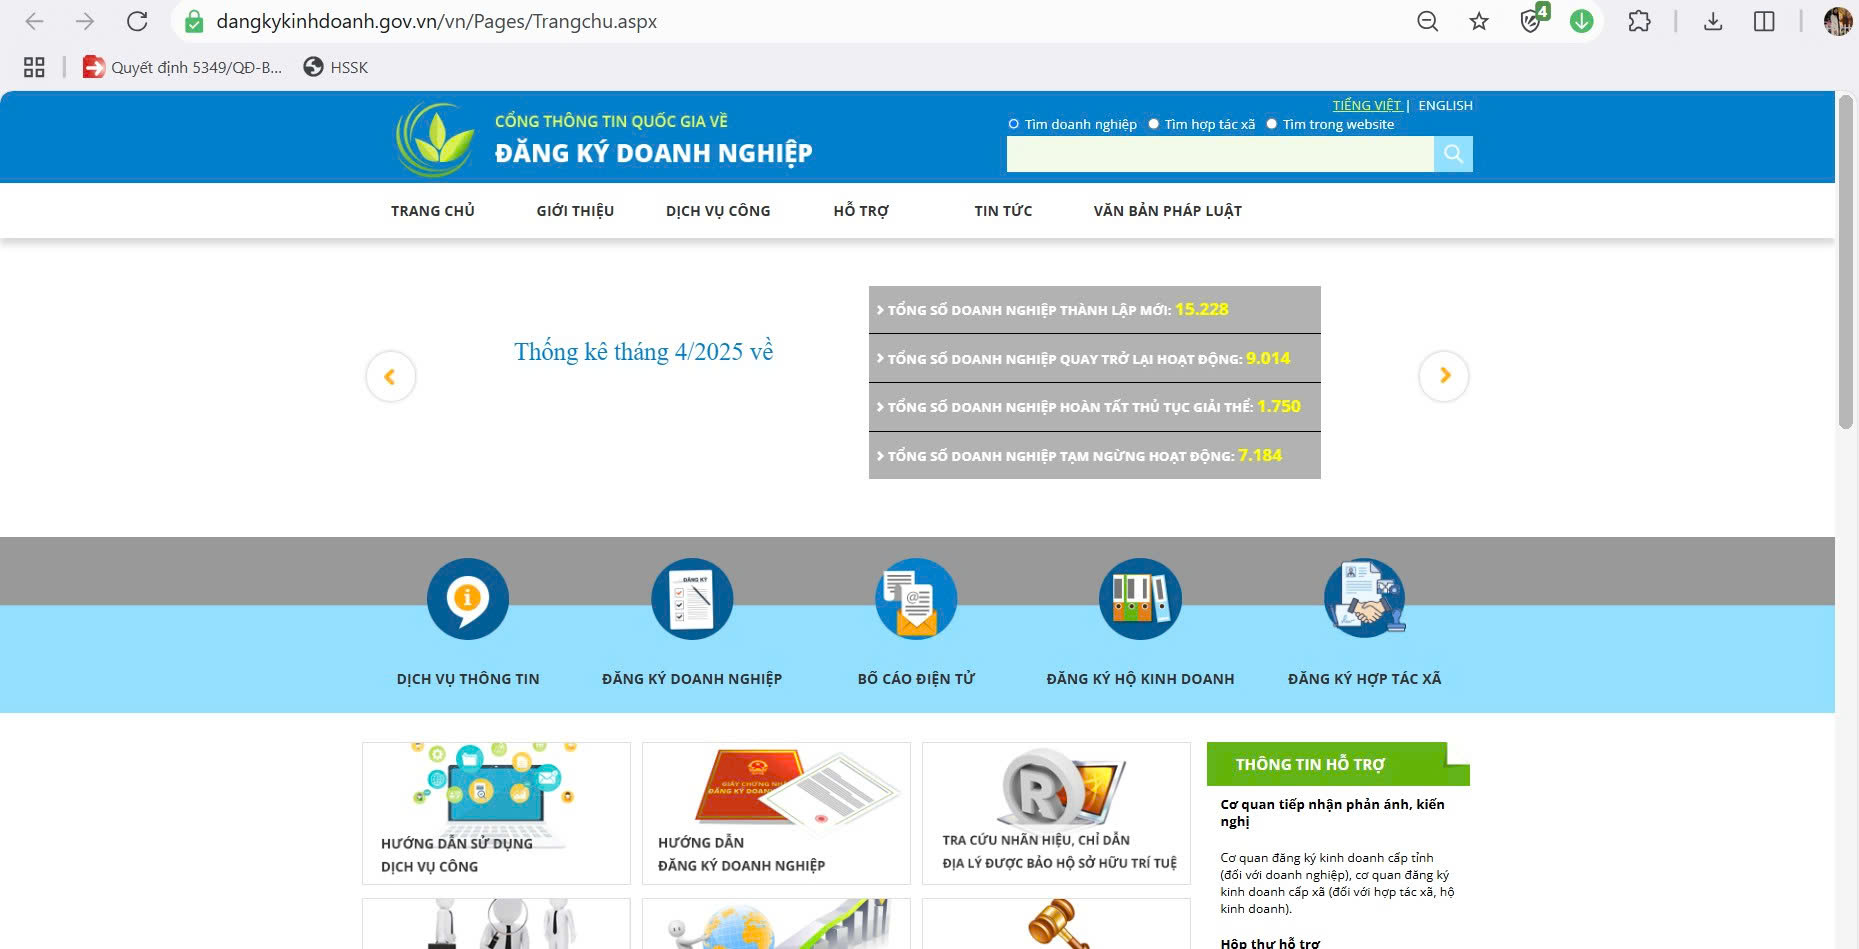 dangkykinhdoanh.gov.vn/vn/Pages/Trangchu.aspx
4
Quyết định 5349/QĐ-B...
HSSK
TIẾNG VIỆT | ENGLISH
CỔNG THÔNG TIN QUỐC GIA VỀ
ĐĂNG KÝ DOANH NGHIỆP
Tìm doanh nghiệp Tìm hợp tác xã Tìm trong website
TRANG CHỦ GIỚI THIỆU DỊCH VỤ CÔNG HỖ TRỢ TIN TỨC VĂN BẢN PHÁP LUẬT
Thống kê tháng 4/2025 về
TỔNG SỐ DOANH NGHIỆP THÀNH LẬP MỚI: 15.228
TỔNG SỐ DOANH NGHIỆP QUAY TRỞ LẠI HOẠT ĐỘNG: 9.014
TỔNG SỐ DOANH NGHIỆP HOÀN TẤT THỦ TỤC GIẢI THỂ: 1.750
TỔNG SỐ DOANH NGHIỆP TẠM NGỪNG HOẠT ĐỘNG: 7.184
ĐĂNG KÝ
DỊCH VỤ THÔNG TIN ĐĂNG KÝ DOANH NGHIỆP BỐ CÁO ĐIỆN TỬ ĐĂNG KÝ HỘ KINH DOANH ĐĂNG KÝ HỢP TÁC XÃ
HƯỚNG DẪN SỬ DỤNG
DỊCH VỤ CÔNG
GIẤY CHỨNG NH
ĐĂNG KÝ DOAN
HƯỚNG DẪN
ĐĂNG KÝ DOANH NGHIỆP
R
TRA CỨU NHÃN HIỆU, CHỈ DẪN
ĐỊA LÝ ĐƯỢC BẢO HỘ SỞ HỮU TRÍ TUỆ
THÔNG TIN HỖ TRỢ
Cơ quan tiếp nhận phản ánh, kiến
nghị
Cơ quan đăng ký kinh doanh cấp tỉnh
(đối với doanh nghiệp), cơ quan đăng ký
kinh doanh cấp xã (đối với hợp tác xã, hộ
kinh doanh).
Hộp thư hỗ trợ